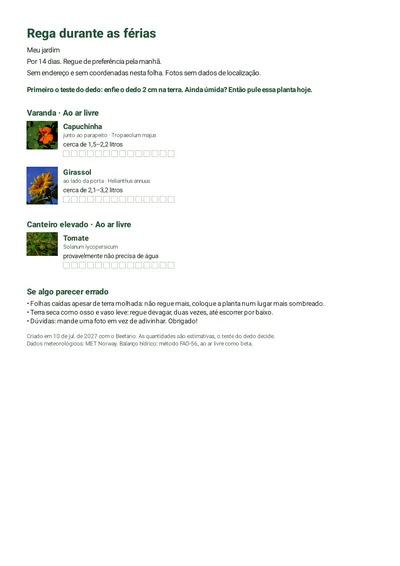 Rega durante as férias
Meu jardim
Por 14 dias. Regue de preferência pela manhã.
Sem endereço e sem coordenadas nesta folha. Fotos sem dados de localização.
Primeiro o teste do dedo: enfie o dedo 2 cm na terra. Ainda úmida? Então pule essa planta hoje.
Varanda · Ao ar livre
Capuchinha
junto ao parapeito · Tropaeolum majus
cerca de 1,5–2,2 litros
Girassol
ao lado da porta · Helianthus annuus
cerca de 2,1–3,2 litros
Canteiro elevado · Ao ar livre
Tomate
Solanum lycopersicum
provavelmente não precisa de água
Se algo parecer errado
• Folhas caídas apesar de terra molhada: não regue mais, coloque a planta num lugar mais sombreado.
• Terra seca como osso e vaso leve: regue devagar, duas vezes, até escorrer por baixo.
• Dúvidas: mande uma foto em vez de adivinhar. Obrigado!
Criado em 10 de jul. de 2027 com o Beetario. As quantidades são estimativas, o teste do dedo decide.
Dados meteorológicos: MET Norway. Balanço hídrico: método FAO-56, ao ar livre como beta.